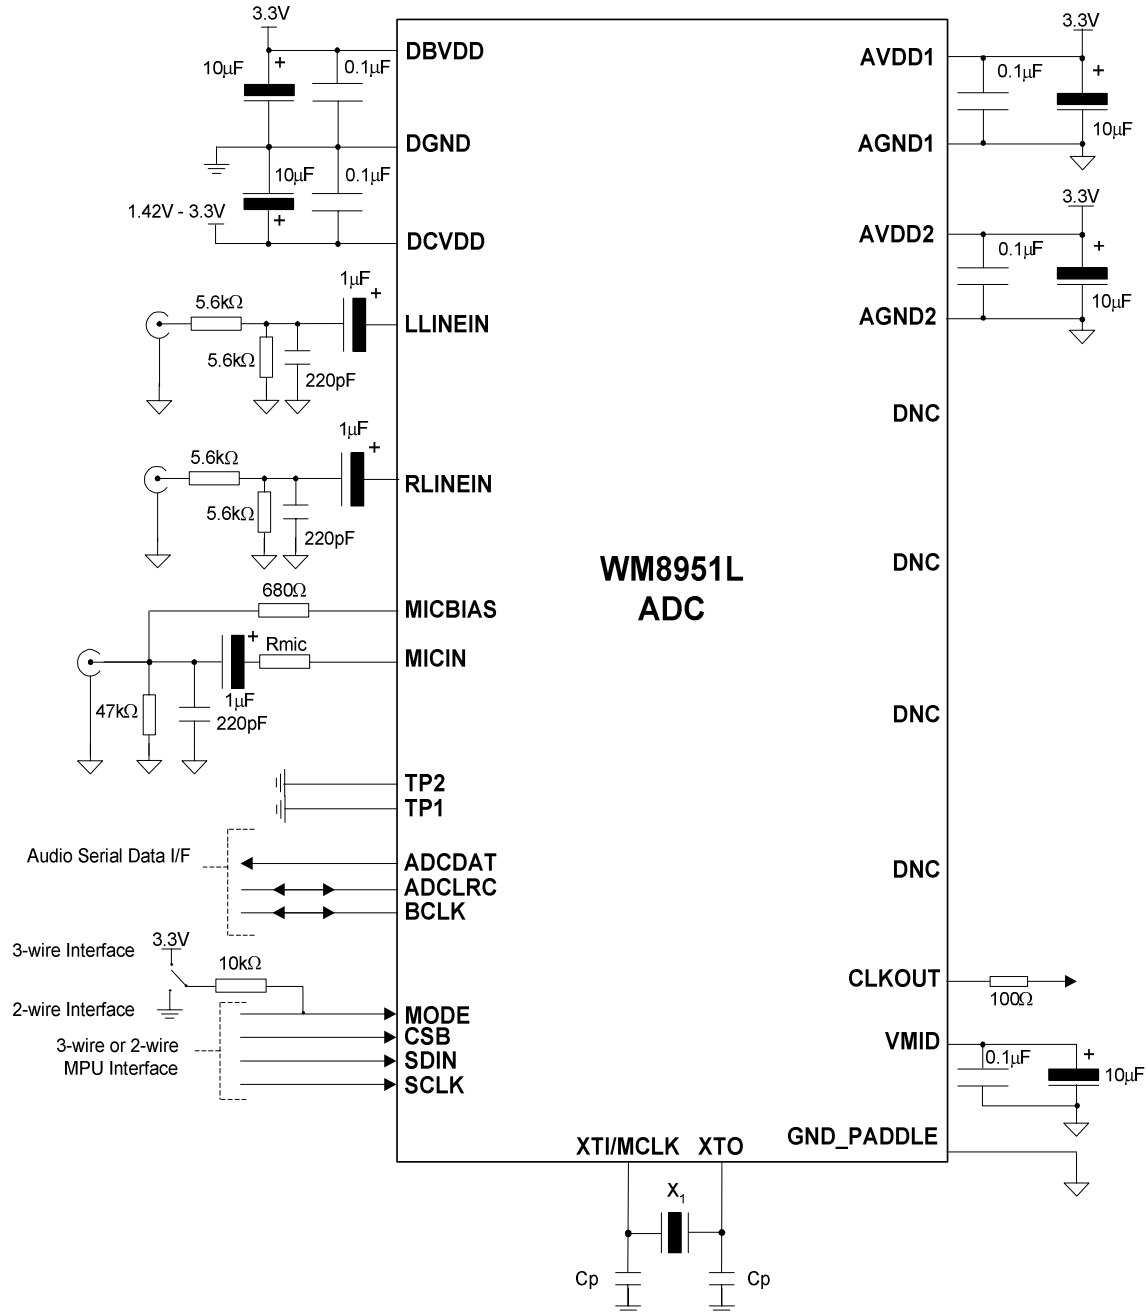 3.3V
10μF
+
0.1μF
DBVDD
DGND
10μF
0.1μF
+
1.42V - 3.3V
DCVDD
1μF
+
5.6kΩ
LLINEIN
5.6kΩ
220pF
1μF
+
5.6kΩ
RLINEIN
5.6kΩ
220pF
680Ω
MICBIAS
+
Rmic
MICIN
1μF
47kΩ
220pF
TP2
TP1
Audio Serial Data I/F
ADCDAT
ADCLRC
BCLK
3.3V
3-wire Interface
10kΩ
2-wire Interface
MODE
3-wire or 2-wire
MPU Interface
CSB
SDIN
SCLK
WM8951L
ADC
3.3V
AVDD1
0.1μF
+
10μF
AGND1
3.3V
AVDD2
0.1μF
+
10μF
AGND2
DNC
DNC
DNC
DNC
CLKOUT
100Ω
VMID
0.1μF
+
10μF
GND_PADDLE
XTI/MCLK
XTO
X1
Cp
Cp